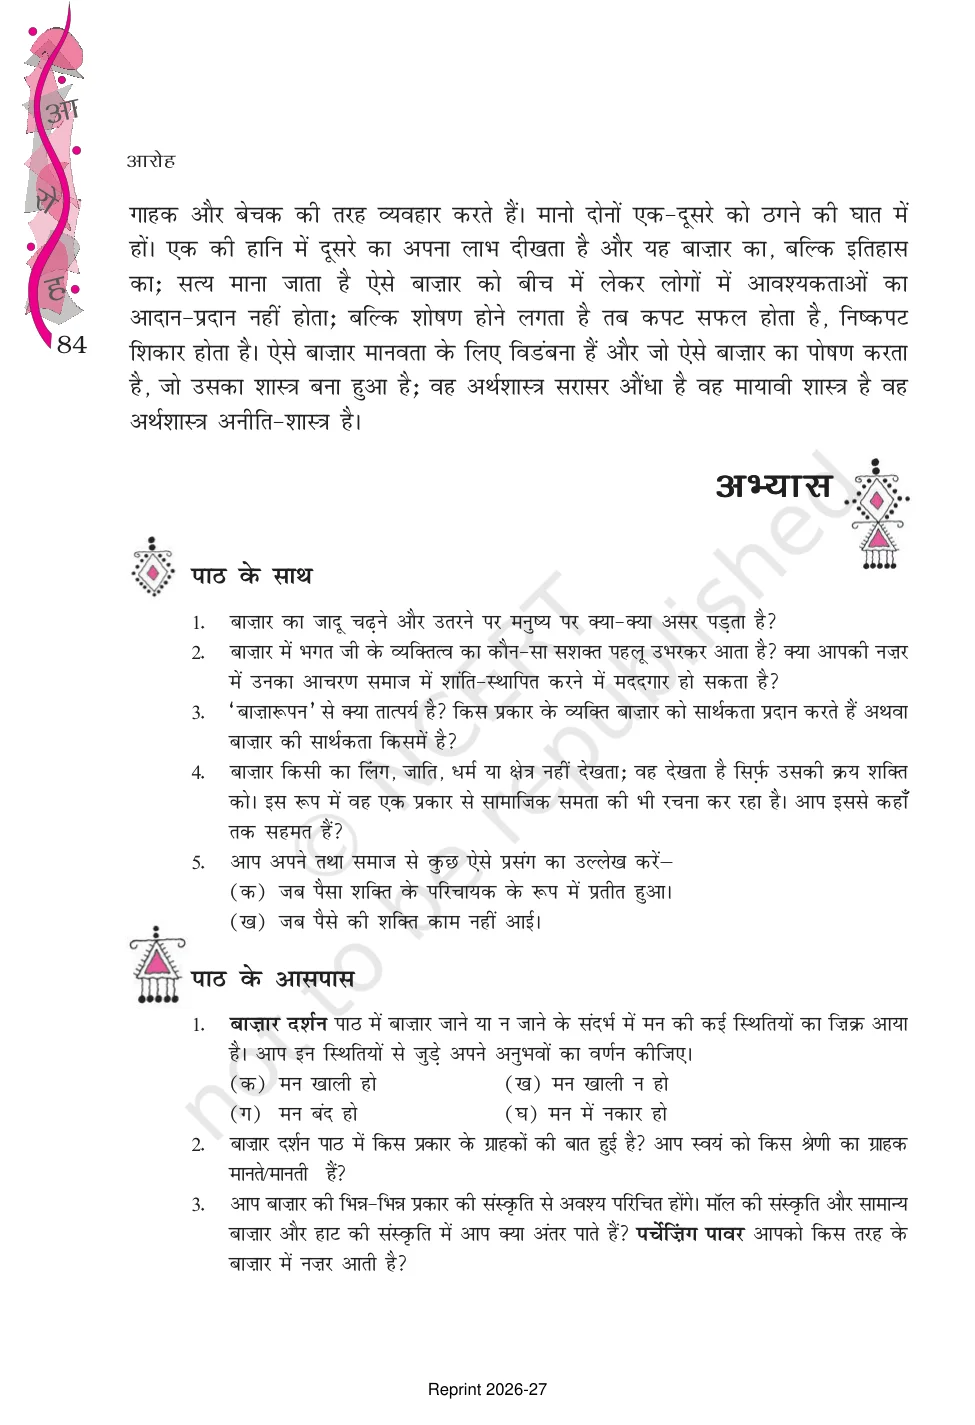 आ
रो
ह
84
आरोह
गाहक और बेचक की तरह व्यवहार करते हैं। मानो दोनों एक-दूसरे को ठगने की घात में
हों। एक की हानि में दूसरे का अपना लाभ दीखता है और यह बाज़ार का, बल्कि इतिहास
का; सत्य माना जाता है ऐसे बाज़ार को बीच में लेकर लोगों में आवश्यकताओं का
आदान-प्रदान नहीं होता; बल्कि शोषण होने लगता है तब कपट सफल होता है, निष्कपट
शिकार होता है। ऐसे बाज़ार मानवता के लिए विडंबना हैं और जो ऐसे बाज़ार का पोषण करता
है, जो उसका शास्त्र बना हुआ है; वह अर्थशास्त्र सरासर औंधा है वह मायावी शास्त्र है वह
अर्थशास्त्र अनीति-शास्त्र है।
अभ्यास
पाठ के साथ
1. बाज़ार का जादू चढ़ने और उतरने पर मनुष्य पर क्या-क्या असर पड़ता है?
2. बाज़ार में भगत जी के व्यक्तित्व का कौन-सा सशक्त पहलू उभरकर आता है? क्या आपकी नज़र
में उनका आचरण समाज में शांति-स्थापित करने में मददगार हो सकता है?
3. ‘बाज़ारूपन’ से क्या तात्पर्य है? किस प्रकार के व्यक्ति बाज़ार को सार्थकता प्रदान करते हैं अथवा
बाज़ार की सार्थकता किसमें है?
4. बाज़ार किसी का लिंग, जाति, धर्म या क्षेत्र नहीं देखता; वह देखता है सिर्फ़ उसकी क्रय शक्ति
को। इस रूप में वह एक प्रकार से सामाजिक समता की भी रचना कर रहा है। आप इससे कहाँ
तक सहमत हैं?
5. आप अपने तथा समाज से कुछ ऐसे प्रसंग का उल्लेख करें–
(क) जब पैसा शक्ति के परिचायक के रूप में प्रतीत हुआ।
(ख) जब पैसे की शक्ति काम नहीं आई।
पाठ के आसपास
1. बाज़ार दर्शन पाठ में बाज़ार जाने या न जाने के संदर्भ में मन की कई स्थितियों का ज़िक्र आया
है। आप इन स्थितियों से जुड़े अपने अनुभवों का वर्णन कीजिए।
(क) मन खाली हो (ख) मन खाली न हो
(ग) मन बंद हो (घ) मन में नकार हो
2. बाज़ार दर्शन पाठ में किस प्रकार के ग्राहकों की बात हुई है? आप स्वयं को किस श्रेणी का ग्राहक
मानते/मानती हैं?
3. आप बाज़ार की भिन्न-भिन्न प्रकार की संस्कृति से अवश्य परिचित होंगे। मॉल की संस्कृति और सामान्य
बाज़ार और हाट की संस्कृति में आप क्या अंतर पाते हैं? पर्चेज़िंग पावर आपको किस तरह के
बाज़ार में नज़र आती है?
© NCERT
not to be republished
Reprint 2026-27